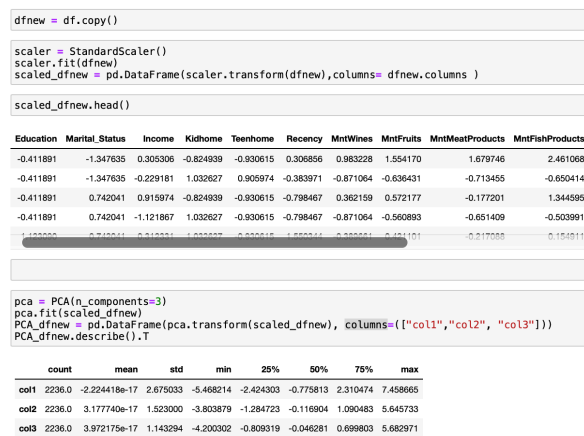 dfnew = df.copy()
scaler = StandardScaler()
scaler.fit(dfnew)
scaled_dfnew = pd.DataFrame(scaler.transform(dfnew),columns= dfnew.columns )
scaled_dfnew.head()
Education Marital_Status Income Kidhome Teenhome Recency MntWines MntFruits MntMeatProducts MntFishProducts
-0.411891 -1.347635 0.305306 -0.824939 -0.930615 0.306856 0.983228 1.554170 1.679746 2.461068
-0.411891 -1.347635 -0.229181 1.032627 0.905974 -0.383971 -0.871064 -0.636431 -0.713455 -0.650414
-0.411891 0.742041 0.915974 -0.824939 -0.930615 -0.798467 0.362159 0.572177 -0.177201 1.344595
-0.411891 0.742041 -1.121867 1.032627 -0.930615 -0.798467 -0.871064 -0.560893 -0.651409 -0.503991
0.742041 1.032627 -0.930615 -0.217088 0.154911
pca = PCA(n_components=3)
pca.fit(scaled_dfnew)
PCA_dfnew = pd.DataFrame(pca.transform(scaled_dfnew), columns=(["col1","col2", "col3"]))
PCA_dfnew.describe().T
count mean std min 25% 50% 75% max
col1 2236.0 -2.224418e-17 2.675033 -5.468214 -2.424303 -0.775813 2.310474 7.458665
col2 2236.0 3.177740e-17 1.523000 -3.803879 -1.284723 -0.116904 1.090483 5.645733
col3 2236.0 3.972175e-17 1.143294 -4.200302 -0.809319 -0.046281 0.699803 5.682971